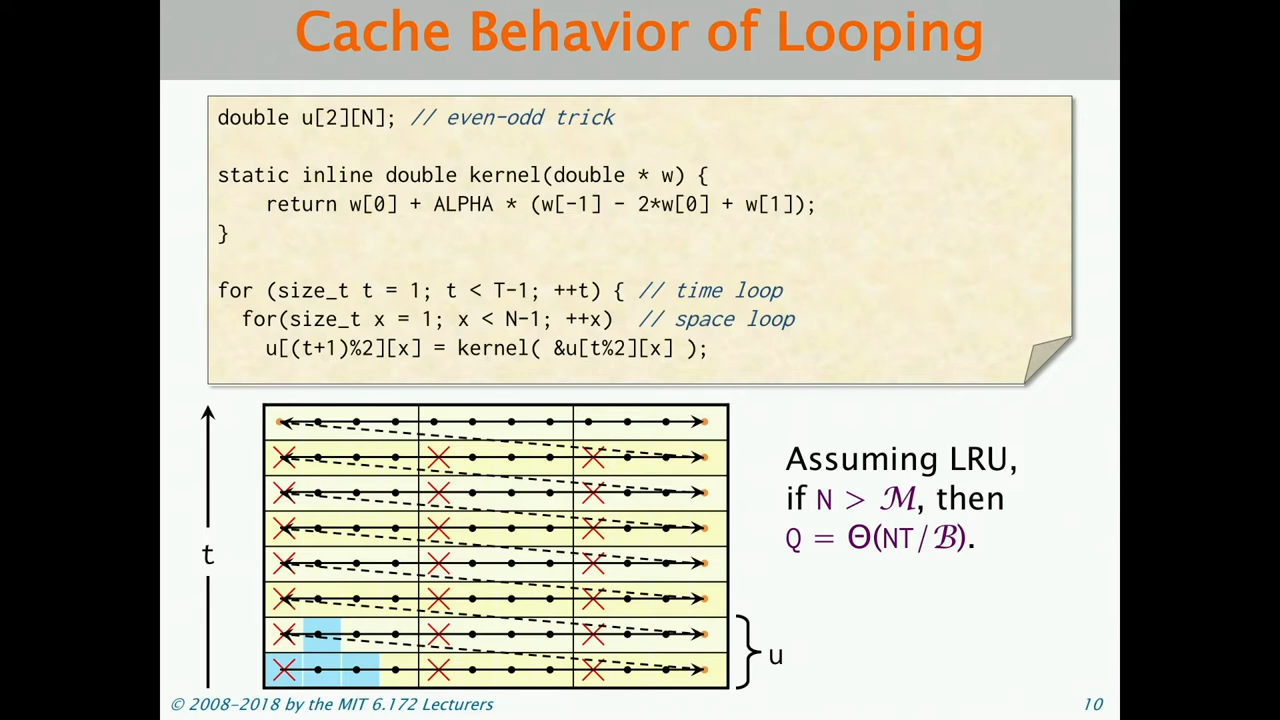 Cache Behavior of Looping
double u[2][N]; // even-odd trick
static inline double kernel(double * w) {
return w[0] + ALPHA * (w[-1] - 2*w[0] + w[1]);
}
for (size_t t = 1; t < T-1; ++t) { // time loop
for(size_t x = 1; x < N-1; ++x) // space loop
u[(t+1)%2][x] = kernel( &u[t%2][x] );
t
u
Assuming LRU,
if N > ℳ, then
Q = Θ(NT/ℬ).
© 2008–2018 by the MIT 6.172 Lecturers
10